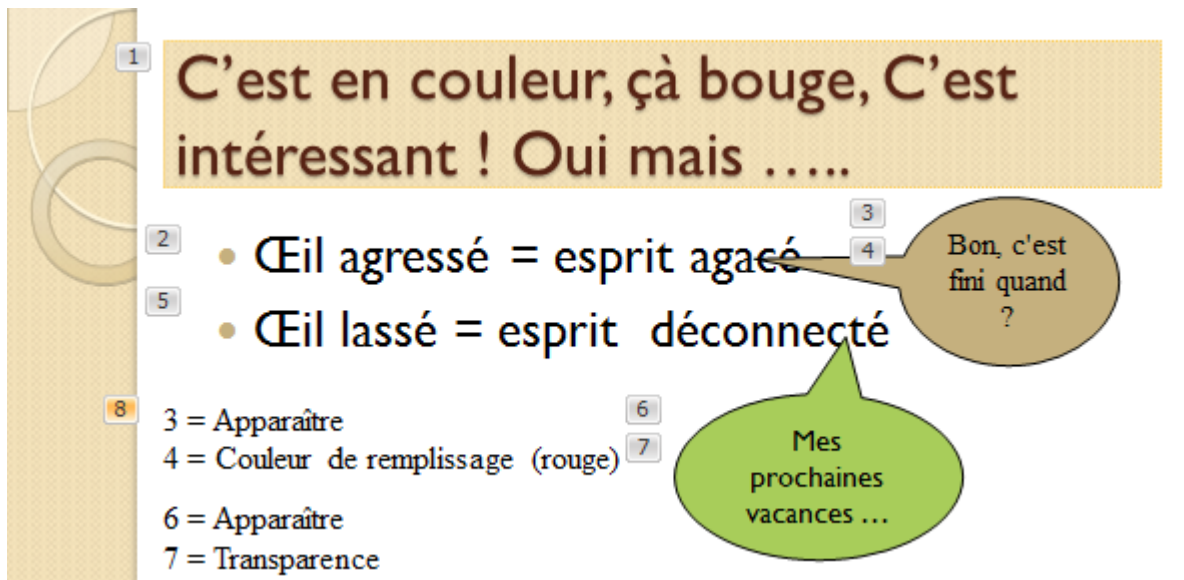 1
C’est en couleur, çà bouge, C’est
intéressant ! Oui mais …..
2
• Œil agressé = esprit agacé
3
4
Bon, c'est
fini quand
?
5
• Œil lassé = esprit déconnecté
8
3 = Apparaître
4 = Couleur de remplissage (rouge)
6
7
6 = Apparaître
7 = Transparence
Mes
prochaines
vacances …